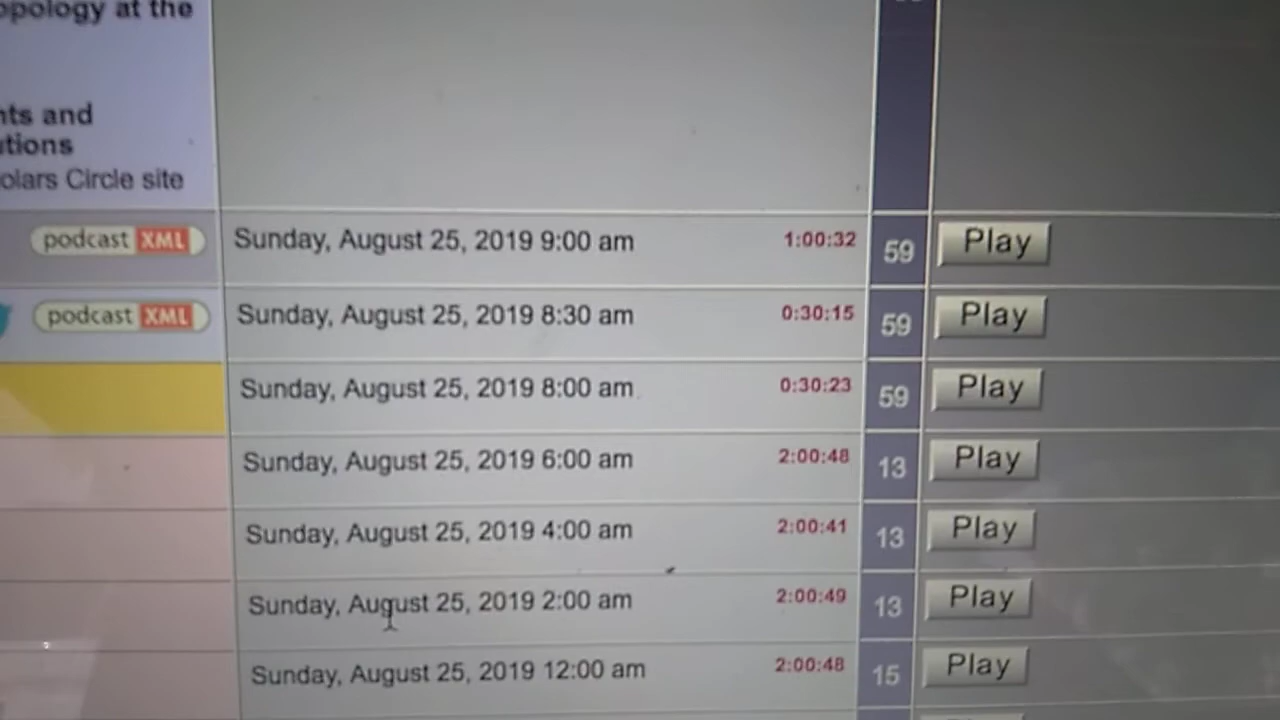 opology at the
nts and
utions
olars Circle site
podcast XML Sunday, August 25, 2019 9:00 am 1:00:32 59 Play
podcast XML Sunday, August 25, 2019 8:30 am 0:30:15 59 Play
Sunday, August 25, 2019 8:00 am 0:30:23 59 Play
Sunday, August 25, 2019 6:00 am 2:00:48 13 Play
Sunday, August 25, 2019 4:00 am 2:00:41 13 Play
Sunday, August 25, 2019 2:00 am 2:00:49 13 Play
Sunday, August 25, 2019 12:00 am 2:00:48 15 Play